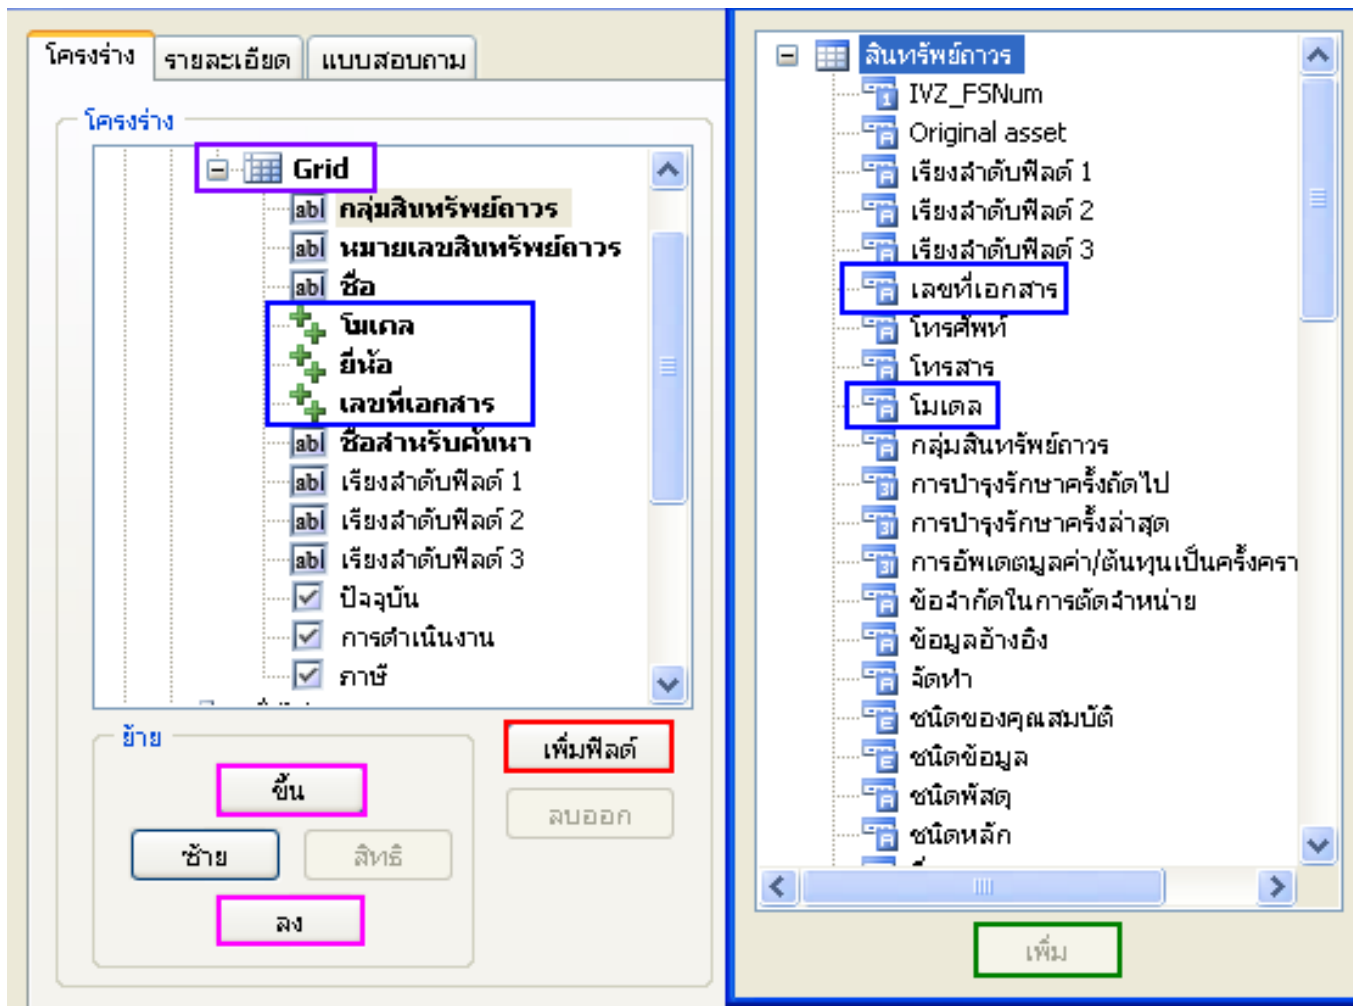 โครงร่าง
รายละเอียด
แบบสอบถาม
โครงร่าง
Grid
กลุ่มสินทรัพย์ถาวร
หมายเลขสินทรัพย์ถาวร
ชื่อ
โมเดล
ยี่ห้อ
เลขที่เอกสาร
ชื่อสำหรับค้นหา
เรียงลำดับฟิลด์ 1
เรียงลำดับฟิลด์ 2
เรียงลำดับฟิลด์ 3
ปัจจุบัน
การดำเนินงาน
ภาษี
ย้าย
ขึ้น
ซ้าย
สิทธิ
ลง
เพิ่มฟิลด์
ลบออก
สินทรัพย์ถาวร
IVZ_FSNum
Original asset
เรียงลำดับฟิลด์ 1
เรียงลำดับฟิลด์ 2
เรียงลำดับฟิลด์ 3
เลขที่เอกสาร
โทรศัพท์
โทรสาร
โมเดล
กลุ่มสินทรัพย์ถาวร
การบำรุงรักษาครั้งถัดไป
การบำรุงรักษาครั้งล่าสุด
การอัพเดตมูลค่า/ต้นทุนเป็นครั้งครา
ข้อจำกัดในการตัดจำหน่าย
ข้อมูลอ้างอิง
จัดทำ
ชนิดของคุณสมบัติ
ชนิดข้อมูล
ชนิดพัสดุ
ชนิดหลัก
เพิ่ม